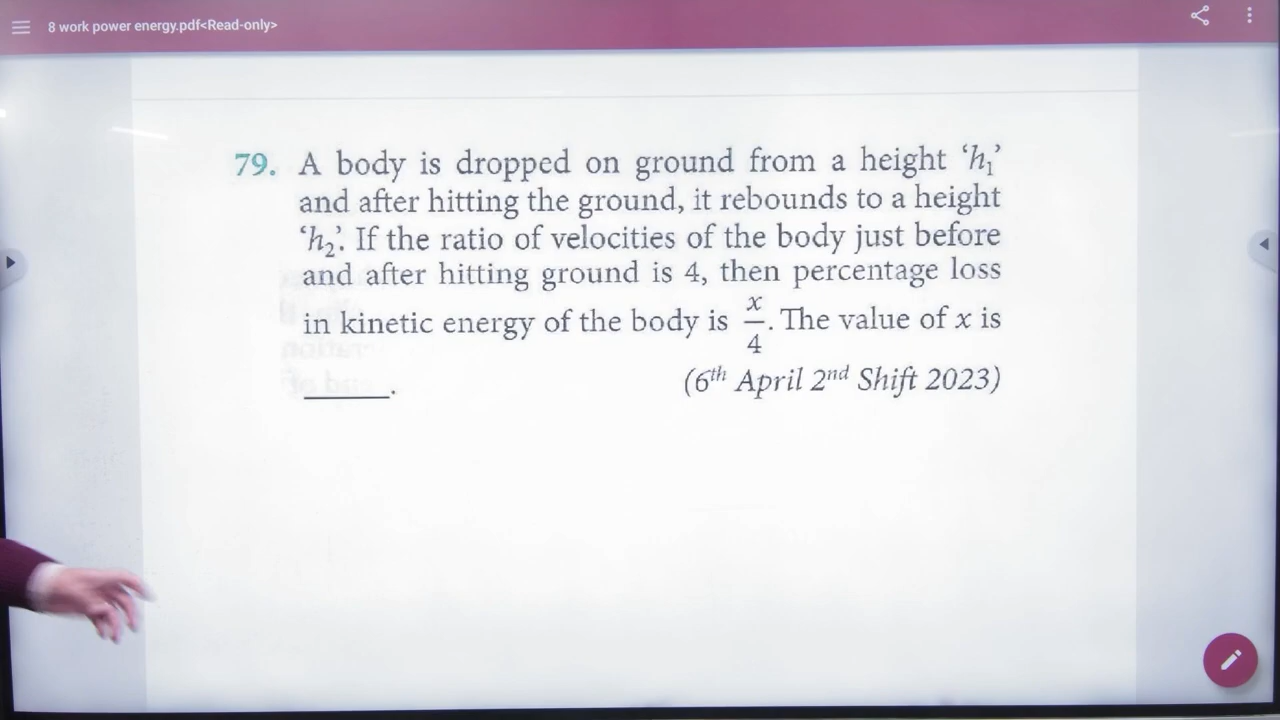 8 work power energy.pdf<Read-only>
79. A body is dropped on ground from a height ‘h₁’
and after hitting the ground, it rebounds to a height
‘h₂’. If the ratio of velocities of the body just before
and after hitting ground is 4, then percentage loss
in kinetic energy of the body is x/4. The value of x is
______.  (6th April 2nd Shift 2023)